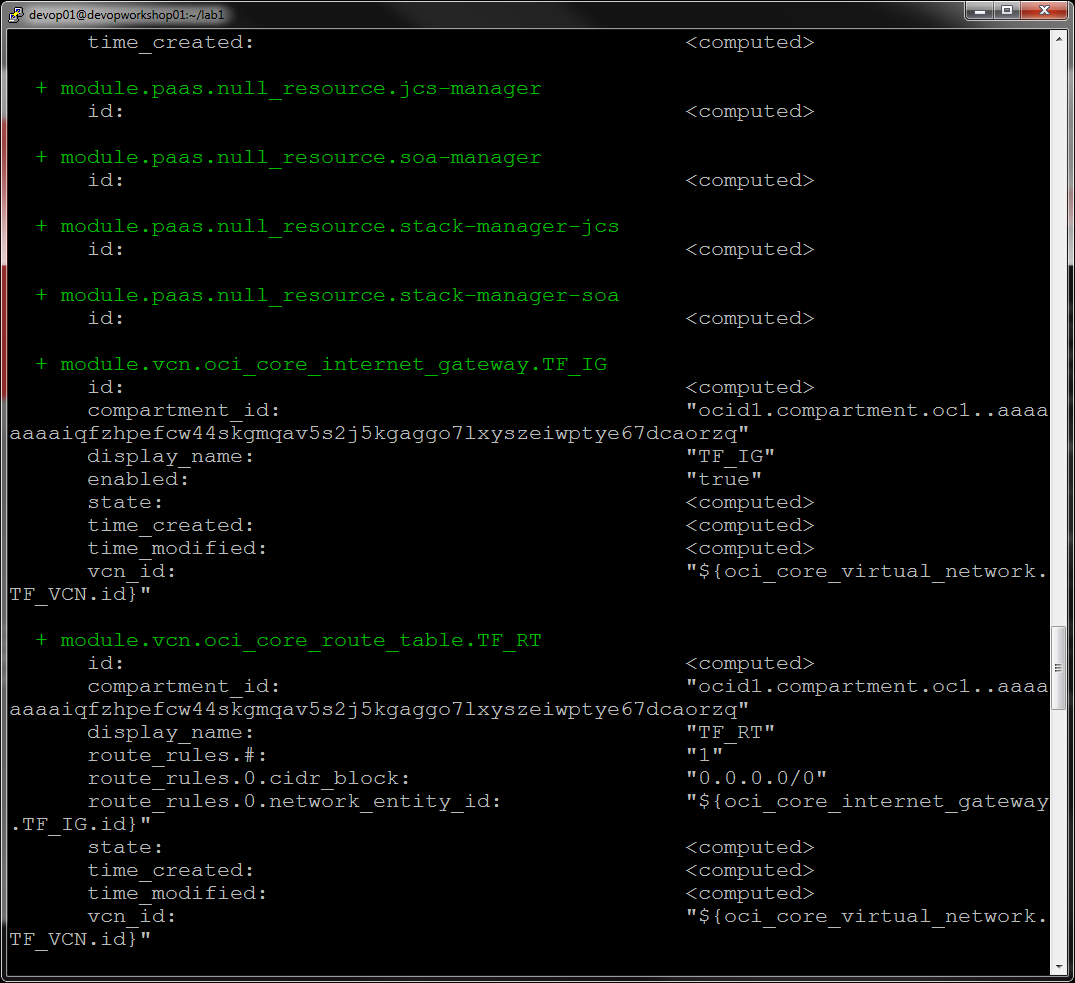 devop01@devopworkshop01:~/lab1
time_created: <computed>
+ module.paas.null_resource.jcs-manager
id: <computed>
+ module.paas.null_resource.soa-manager
id: <computed>
+ module.paas.null_resource.stack-manager-jcs
id: <computed>
+ module.paas.null_resource.stack-manager-soa
id: <computed>
+ module.vcn.oci_core_internet_gateway.TF_IG
id: <computed>
compartment_id: "ocid1.compartment.oc1..aaaa
aaaaiqfzhpefcw44skgmqav5s2j5kgaggo7lxyszeiwptye67dcaorzq"
display_name: "TF_IG"
enabled: "true"
state: <computed>
time_created: <computed>
time_modified: <computed>
vcn_id: "${oci_core_virtual_network.
TF_VCN.id}"
+ module.vcn.oci_core_route_table.TF_RT
id: <computed>
compartment_id: "ocid1.compartment.oc1..aaaa
aaaaiqfzhpefcw44skgmqav5s2j5kgaggo7lxyszeiwptye67dcaorzq"
display_name: "TF_RT"
route_rules.#: "1"
route_rules.0.cidr_block: "0.0.0.0/0"
route_rules.0.network_entity_id: "${oci_core_internet_gateway
.TF_IG.id}"
state: <computed>
time_created: <computed>
time_modified: <computed>
vcn_id: "${oci_core_virtual_network.
TF_VCN.id}"